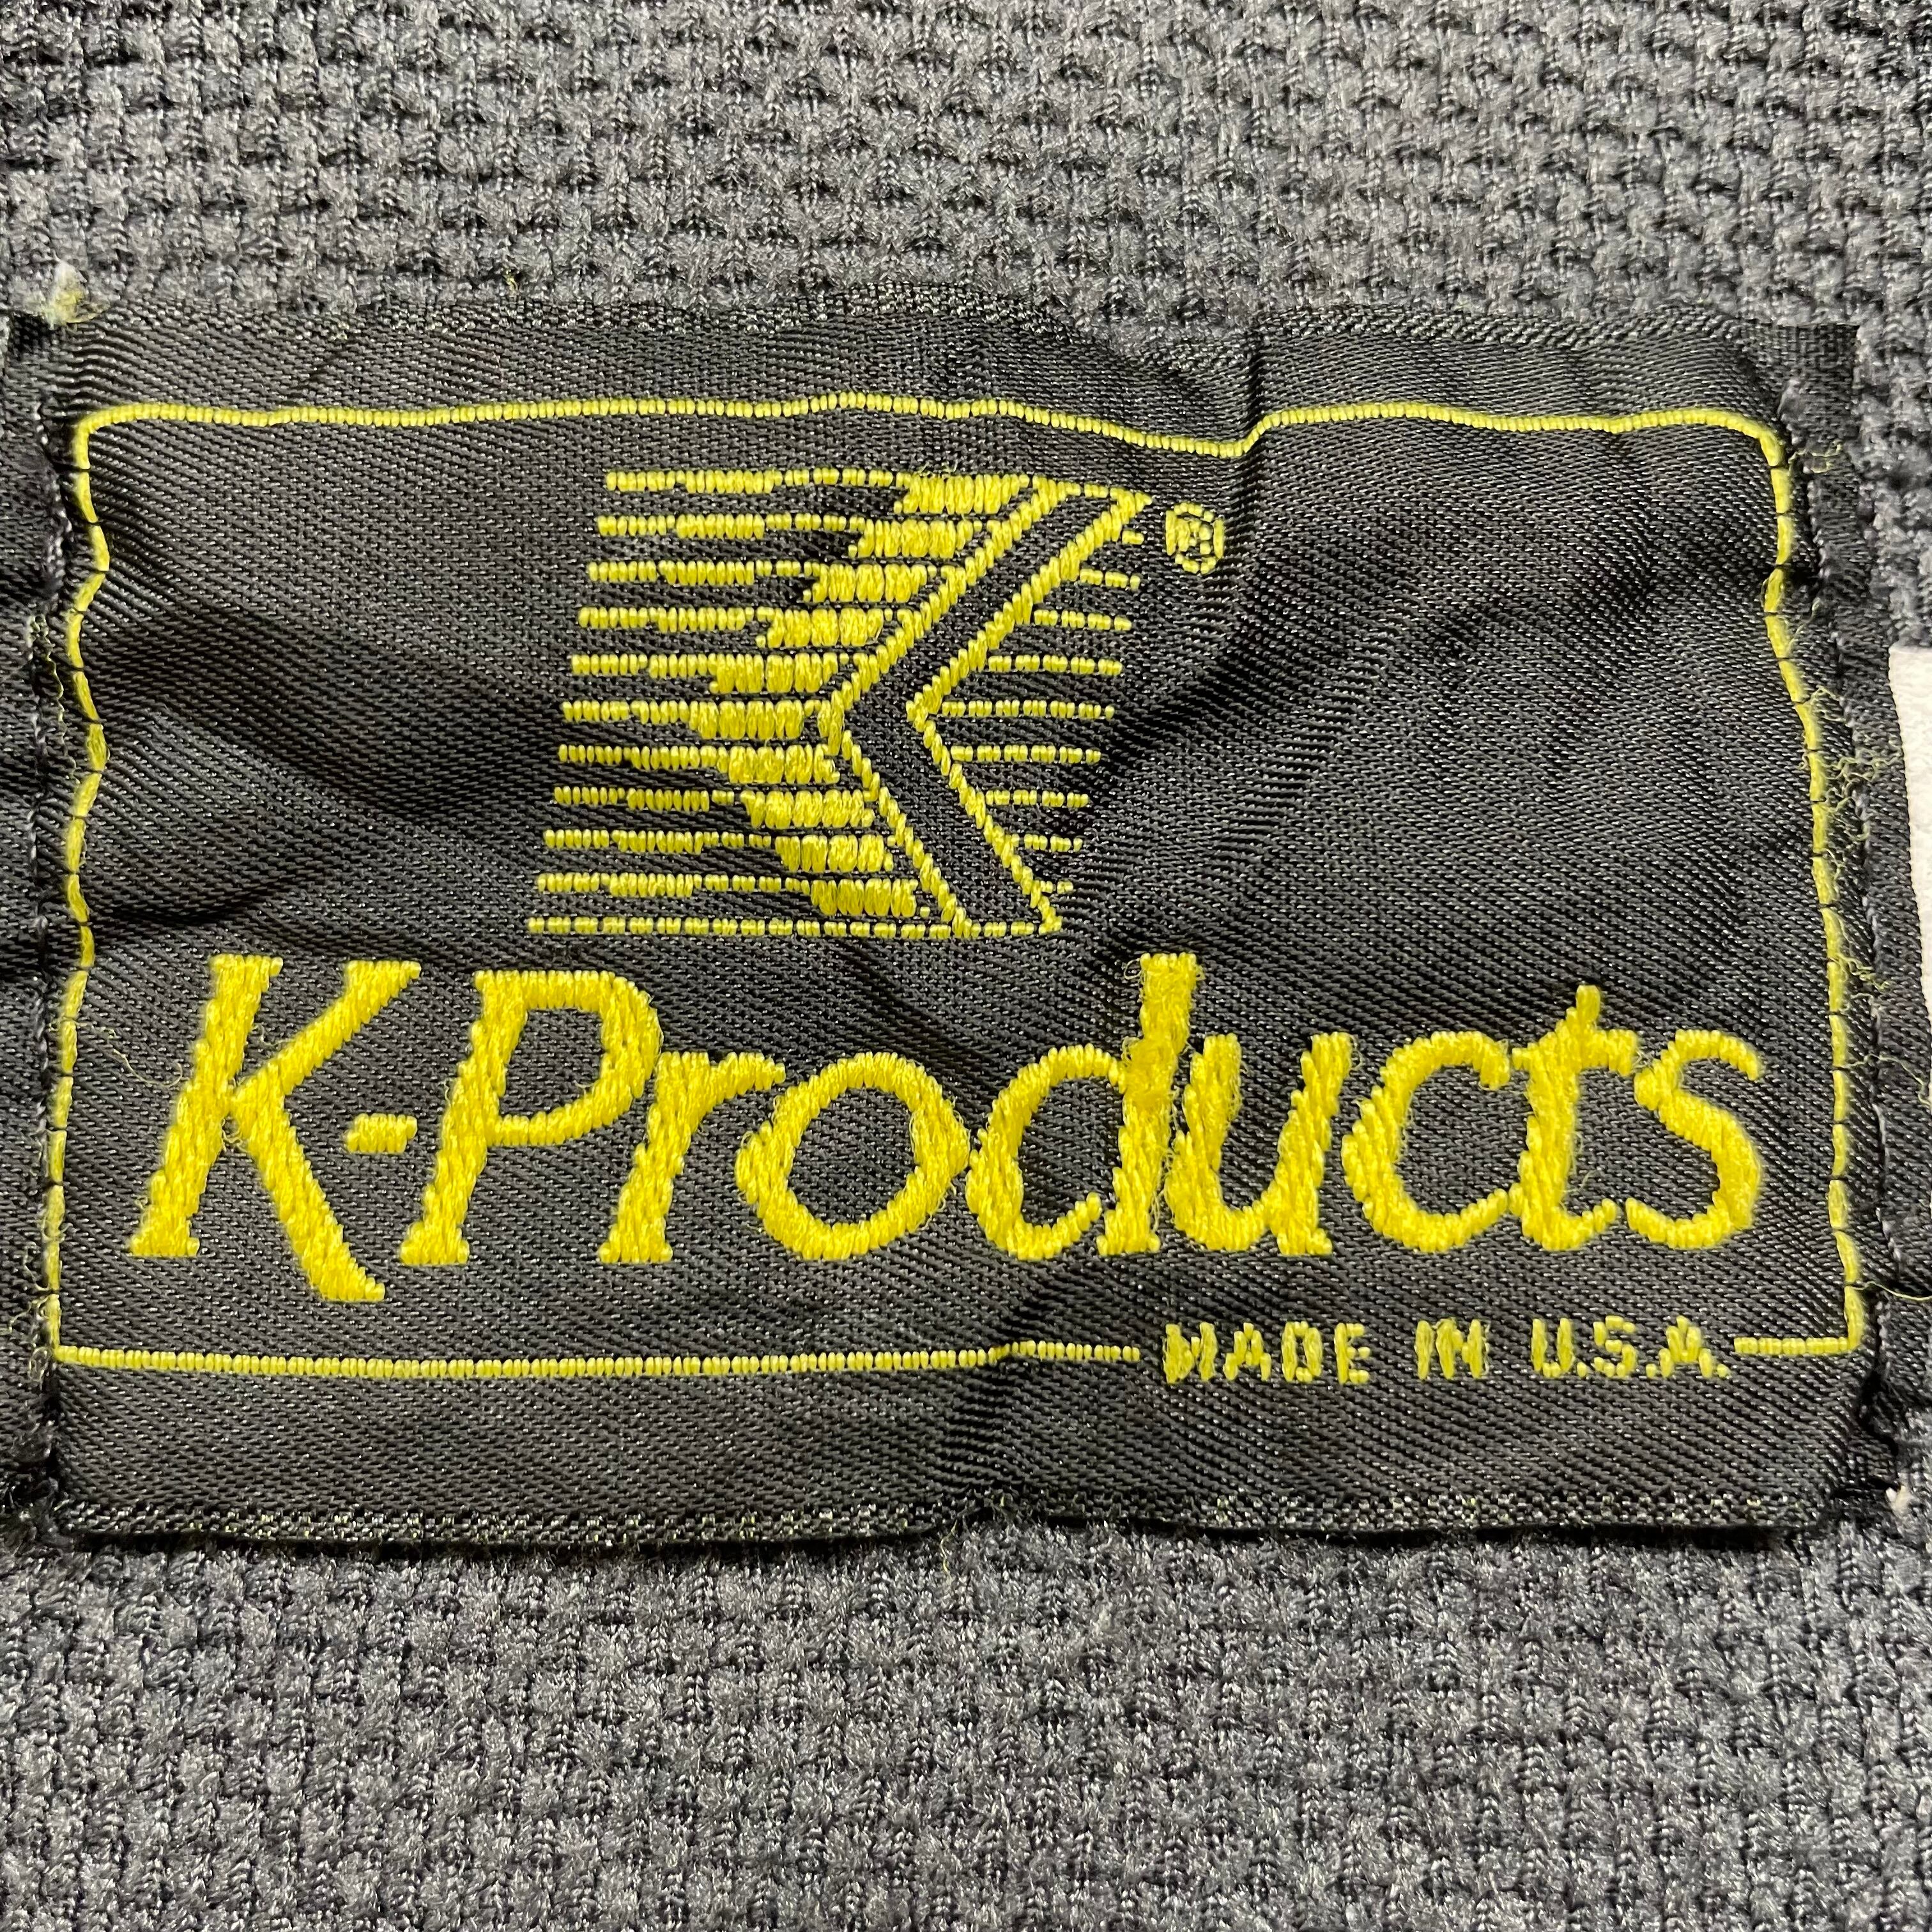 ®
K-Products
MADE IN U.S.A.